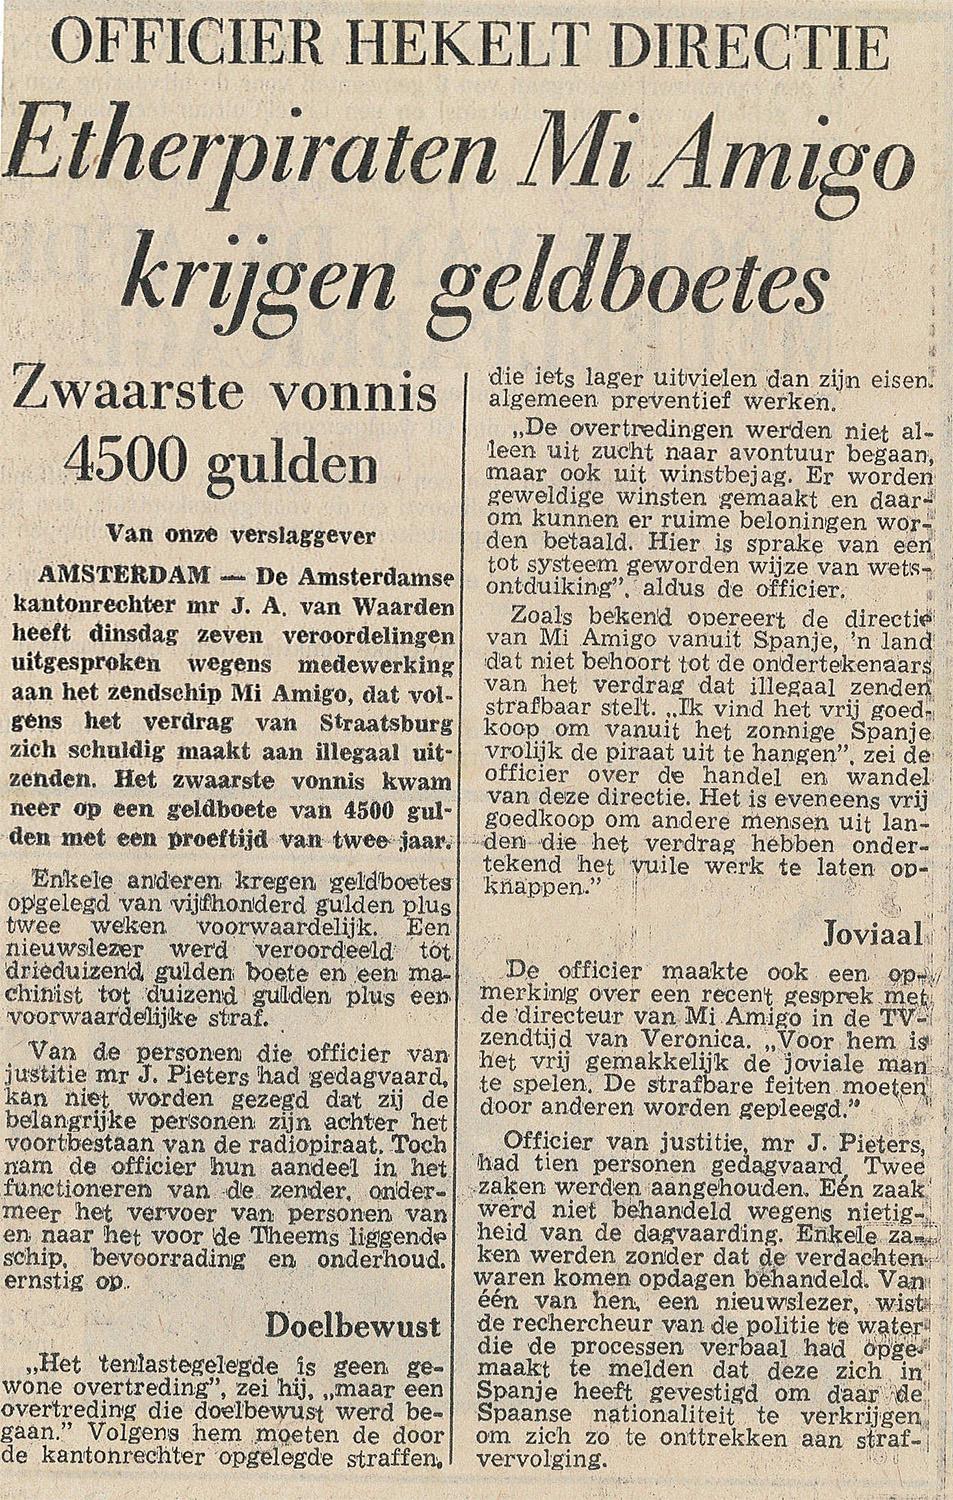 OFFICIER HEKELT DIRECTIE
Etherpiraten Mi Amigo
krijgen geldboetes
Zwaarste vonnis
4500 gulden
Van onze verslaggever
AMSTERDAM — De Amsterdamse
kantonrechter mr J. A. van Waarden
heeft dinsdag zeven veroordelingen
uitgesproken wegens medewerking
aan het zendschip Mi Amigo, dat vol-
gens het verdrag van Straatsburg
zich schuldig maakt aan illegaal uit-
zenden. Het zwaarste vonnis kwam
neer op een geldboete van 4500 gul-
den met een proeftijd van twee jaar.
Enkele anderen kregen geldboetes
opgelegd van vijfhonderd gulden plus
twee weken voorwaardelijk. Een
nieuwslezer werd veroordeeld tot
drieduizend gulden boete en een ma-
chinist tot duizend gulden plus een
voorwaardelijke straf.
Van de personen die officier van
justitie mr J. Pieters had gedagvaard,
kan niet worden gezegd dat zij de
belangrijke personen zijn achter het
voortbestaan van de radiopiraat. Toch
nam de officier hun aandeel in het
functioneren van de zender, onder-
meer het vervoer van personen van
en naar het voor de Theems liggende
schip, bevoorrading en onderhoud.
ernstig op.
Doelbewust
„Het tenlastegelegde is geen ge-
wone overtreding”, zei hij, „maar een
overtreding die doelbewust werd be-
gaan.” Volgens hem moeten de door
de kantonrechter opgelegde straffen,
die iets lager uitvielen dan zijn eisen.
algemeen preventief werken.
„De overtredingen werden niet al-
leen uit zucht naar avontuur begaan,
maar ook uit winstbejag. Er worden
geweldige winsten gemaakt en daar-
om kunnen er ruime beloningen wor-
den betaald. Hier is sprake van een
tot systeem geworden wijze van wets-
ontduiking”, aldus de officier.
Zoals bekend opereert de directie
van Mi Amigo vanuit Spanje, 'n land
dat niet behoort tot de ondertekenaars
van het verdrag dat illegaal zenden
strafbaar stelt. „Ik vind het vrij goed-
koop om vanuit het zonnige Spanje
vrolijk de piraat uit te hangen”, zei de
officier over de handel en wandel
van deze directie. Het is eveneens vrij
goedkoop om andere mensen uit lan-
den die het verdrag hebben onder-
tekend het vuile werk te laten op-
knappen.”
Joviaal
De officier maakte ook een op-
merking over een recent gesprek met
de directeur van Mi Amigo in de TV-
zendtijd van Veronica. „Voor hem is
het vrij gemakkelijk de joviale man
te spelen. De strafbare feiten moeten
door anderen worden gepleegd.”
Officier van justitie, mr J. Pieters,
had tien personen gedagvaard. Twee
zaken werden aangehouden. Eén zaak
werd niet behandeld wegens nietig-
heid van de dagvaarding. Enkele za-
ken werden zonder dat de verdachten
waren komen opdagen behandeld. Van
één van hen, een nieuwslezer, wist
de rechercheur van de politie te water
die de processen verbaal had opge-
maakt te melden dat deze zich in
Spanje heeft gevestigd om daar de
Spaanse nationaliteit te verkrijgen
om zich zo te onttrekken aan straf-
vervolging.